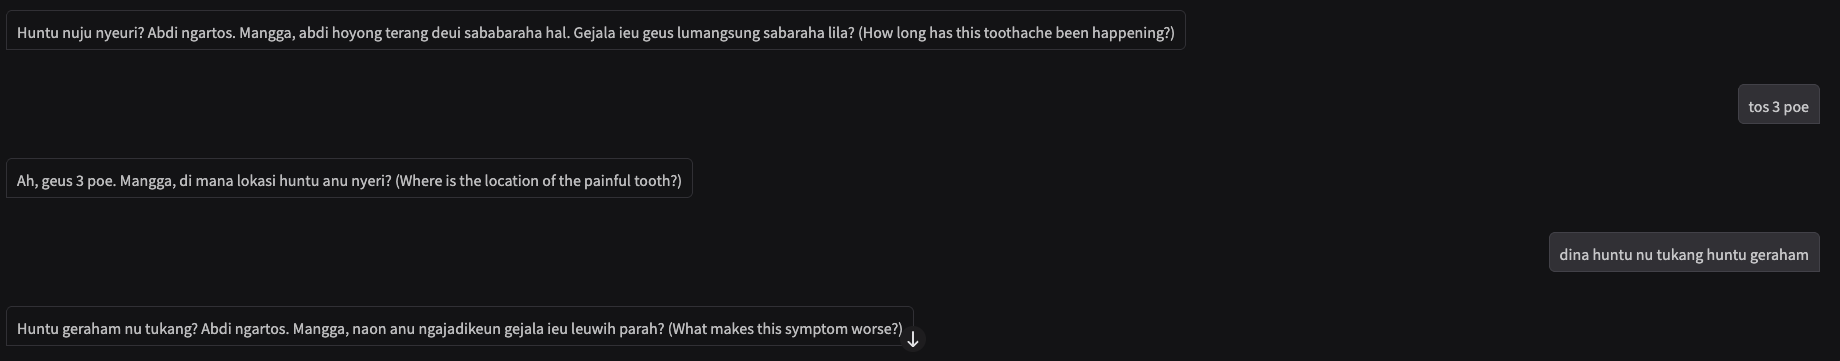 Huntu nuju nyeuri? Abdi ngartos. Mangga, abdi hoyong terang deui sababaraha hal. Gejala ieu geus lumangsung sabaraha lila? (How long has this toothache been happening?)
tos 3 poe
Ah, geus 3 poe. Mangga, di mana lokasi huntu anu nyeri? (Where is the location of the painful tooth?)
dina huntu nu tukang huntu geraham
Huntu geraham nu tukang? Abdi ngartos. Mangga, naon anu ngajadikeun gejala ieu leuwih parah? (What makes this symptom worse?)